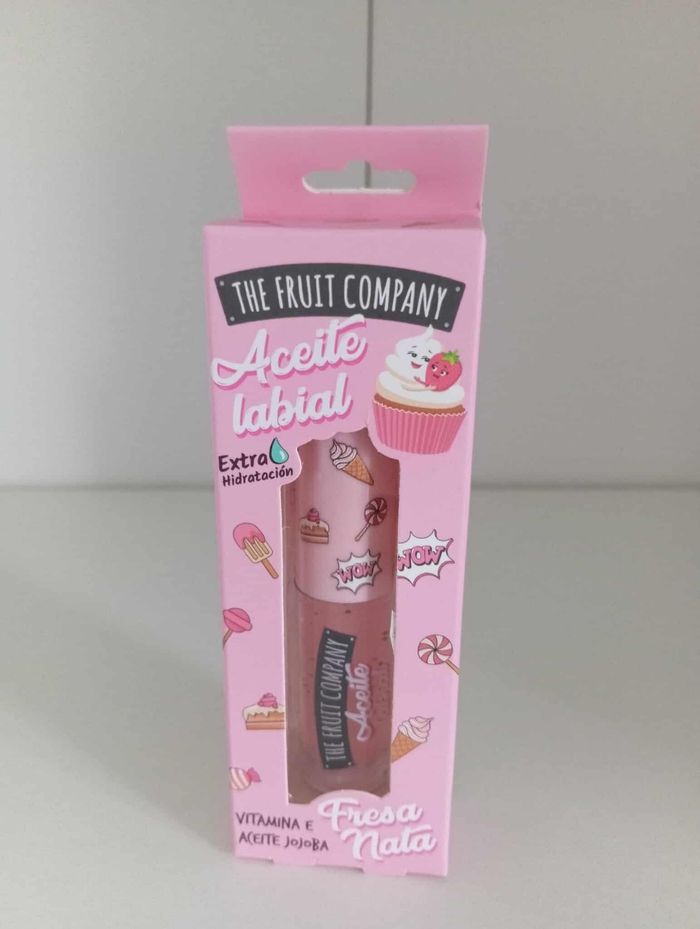 THE FRUIT COMPANY
Aceite
labial
Extra
Hidratación
WOW
WOW
THE FRUIT COMPANY
Aceite
VITAMINA E
ACEITE JOJOBA
Fresa
Nata